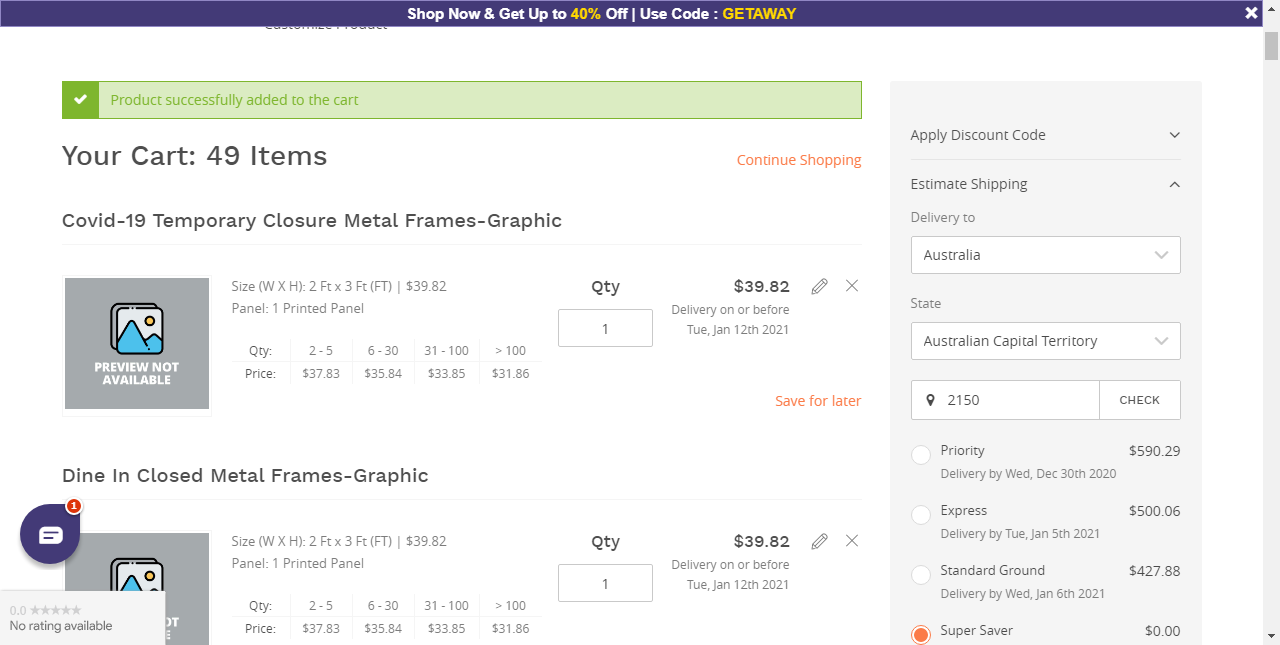 Shop Now & Get Up to 40% Off | Use Code : GETAWAY
Customize Product
Product successfully added to the cart
Your Cart: 49 Items
Continue Shopping
Covid-19 Temporary Closure Metal Frames-Graphic
PREVIEW NOT
AVAILABLE
Size (W X H): 2 Ft x 3 Ft (FT) | $39.82
Panel: 1 Printed Panel
Qty: 2 - 5 6 - 30 31 - 100 > 100
Price: $37.83 $35.84 $33.85 $31.86
Qty
1
$39.82
Delivery on or before
Tue, Jan 12th 2021
Save for later
Dine In Closed Metal Frames-Graphic
Size (W X H): 2 Ft x 3 Ft (FT) | $39.82
Panel: 1 Printed Panel
Qty: 2 - 5 6 - 30 31 - 100 > 100
Price: $37.83 $35.84 $33.85 $31.86
Qty
1
$39.82
Delivery on or before
Tue, Jan 12th 2021
1
0.0
No rating available
Apply Discount Code
Estimate Shipping
Delivery to
Australia
State
Australian Capital Territory
2150 CHECK
Priority $590.29
Delivery by Wed, Dec 30th 2020
Express $500.06
Delivery by Tue, Jan 5th 2021
Standard Ground $427.88
Delivery by Wed, Jan 6th 2021
Super Saver $0.00